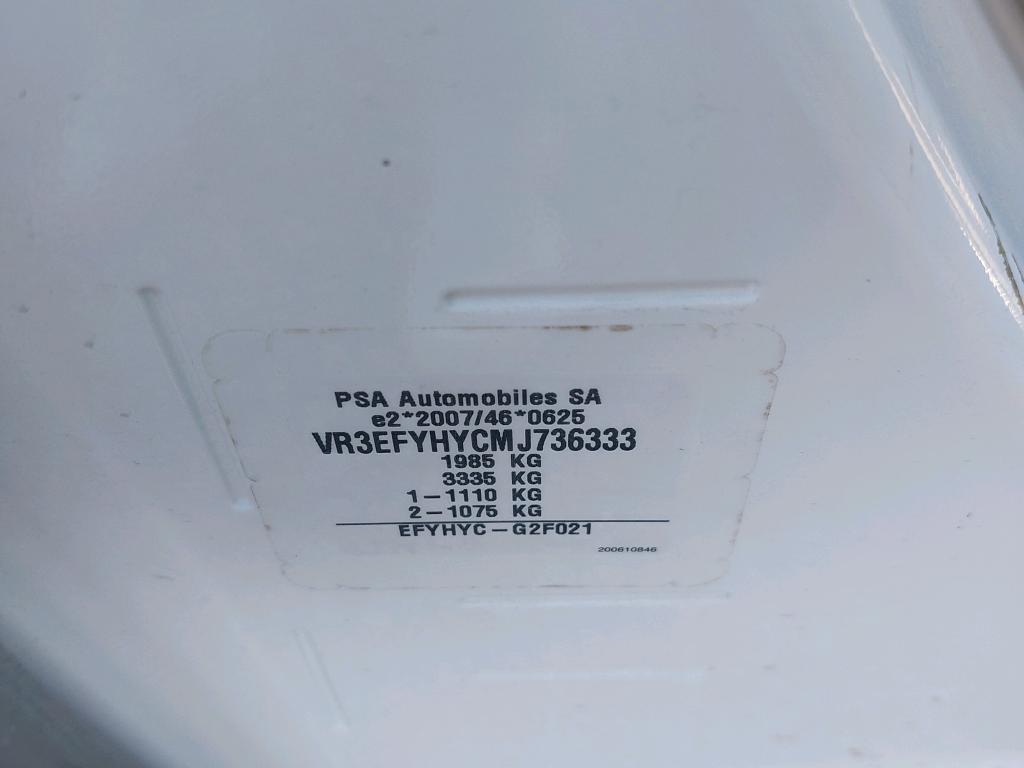 PSA Automobiles SA
e2*2007/46*0625
VR3EFYHYCMJ736333
1985 KG
3335 KG
1-1110 KG
2-1075 KG
EFYHYC-G2F021
200610846